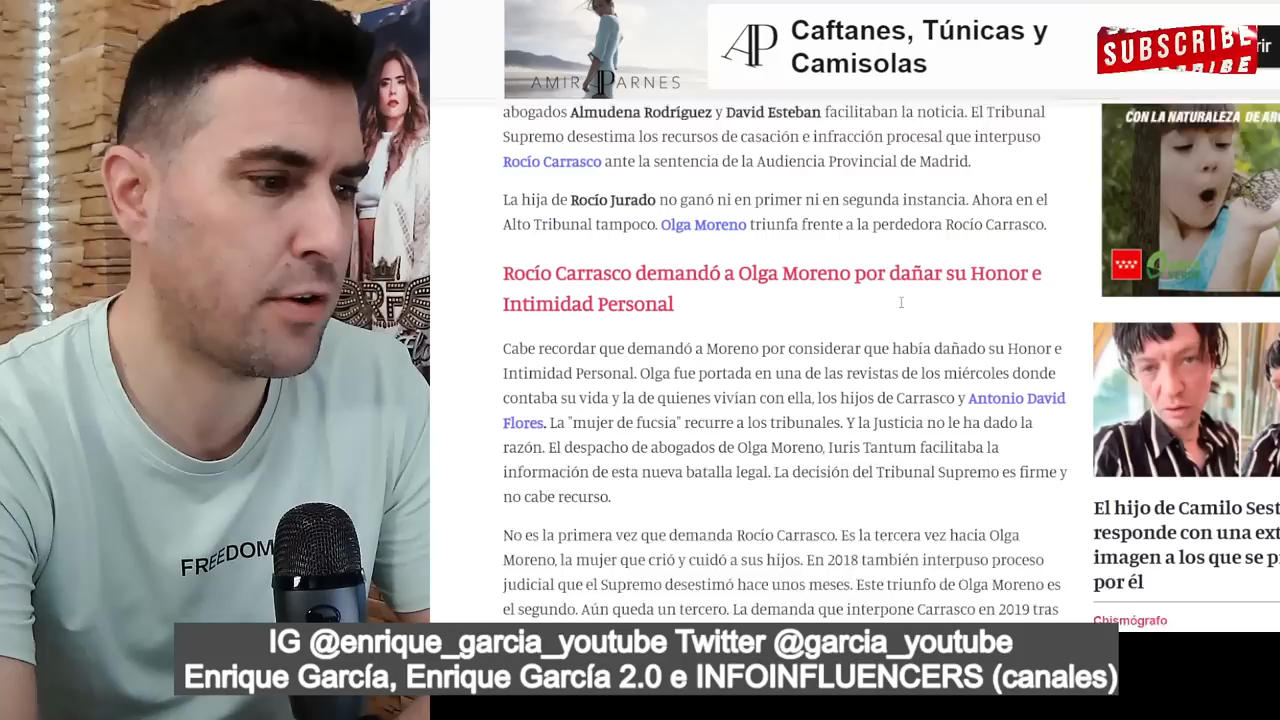 Caftanes, Túnicas y
Camisolas
AMIR PARNES
AP
SUBSCRIBE
abogados Almudena Rodríguez y David Esteban facilitaban la noticia. El Tribunal
Supremo desestima los recursos de casación e infracción procesal que interpuso
Rocío Carrasco ante la sentencia de la Audiencia Provincial de Madrid.
La hija de Rocío Jurado no ganó ni en primer ni en segunda instancia. Ahora en el
Alto Tribunal tampoco. Olga Moreno triunfa frente a la perdedora Rocío Carrasco.
Rocío Carrasco demandó a Olga Moreno por dañar su Honor e
Intimidad Personal
Cabe recordar que demandó a Moreno por considerar que había dañado su Honor e
Intimidad Personal. Olga fue portada en una de las revistas de los miércoles donde
contaba su vida y la de quienes vivían con ella, los hijos de Carrasco y Antonio David
Flores. La "mujer de fucsia" recurre a los tribunales. Y la Justicia no le ha dado la
razón. El despacho de abogados de Olga Moreno, Iuris Tantum facilitaba la
información de esta nueva batalla legal. La decisión del Tribunal Supremo es firme y
no cabe recurso.
No es la primera vez que demanda Rocío Carrasco. Es la tercera vez hacia Olga
Moreno, la mujer que crió y cuidó a sus hijos. En 2018 también interpuso proceso
judicial que el Supremo desestimó hace unos meses. Este triunfo de Olga Moreno es
el segundo. Aún queda un tercero. La demanda que interpone Carrasco en 2019 tras
CON LA NATURALEZA DE
El hijo de Camilo Sest
responde con una ext
imagen a los que se p
por él
Chismógrafo
FREEDOM
IG @enrique_garcia_youtube Twitter @garcia_youtube
Enrique García, Enrique García 2.0 e INFOINFLUENCERS (canales)